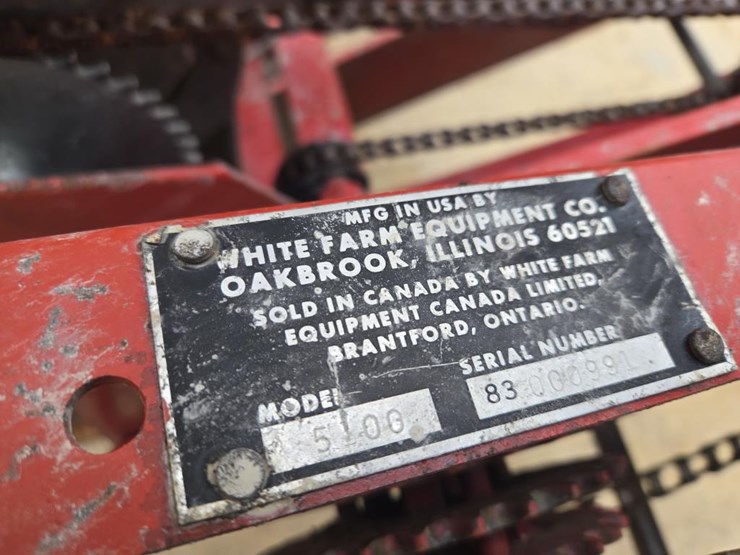 MFG IN USA BY
WHITE FARM EQUIPMENT CO.
OAKBROOK, ILLINOIS 60521
SOLD IN CANADA BY WHITE FARM
EQUIPMENT CANADA LIMITED,
BRANTFORD, ONTARIO.
MODEL
SERIAL NUMBER
5100
83 000991